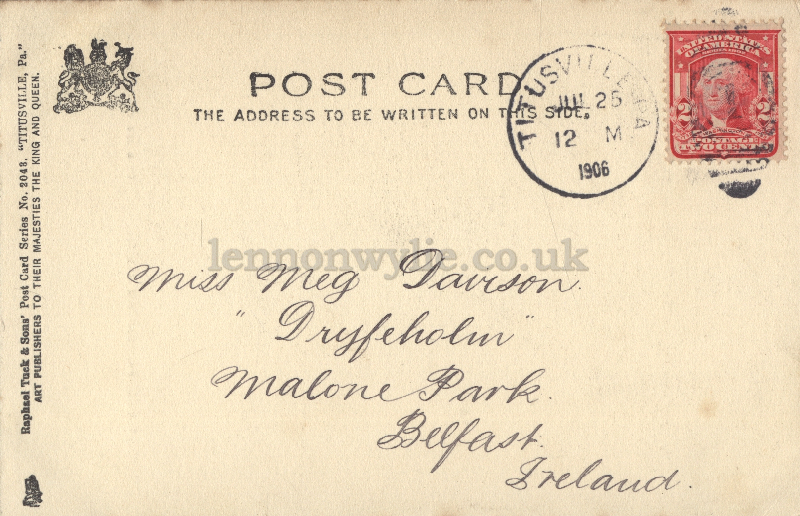 Raphael Tuck & Sons' Post Card Series No. 2043. "TITUSVILLE, Pa."
ART PUBLISHERS TO THEIR MAJESTIES THE KING AND QUEEN.
POST CARD
THE ADDRESS TO BE WRITTEN ON THIS SIDE.
TITUSVILLE, PA
JUL 25
12 M
1906
UNITED STATES
OF AMERICA
2 2
POSTAGE
TWO CENTS
lennonwylie.co.uk
Miss Meg Davison.
"Dryfeholm"
Malone Park.
Belfast.
Ireland.